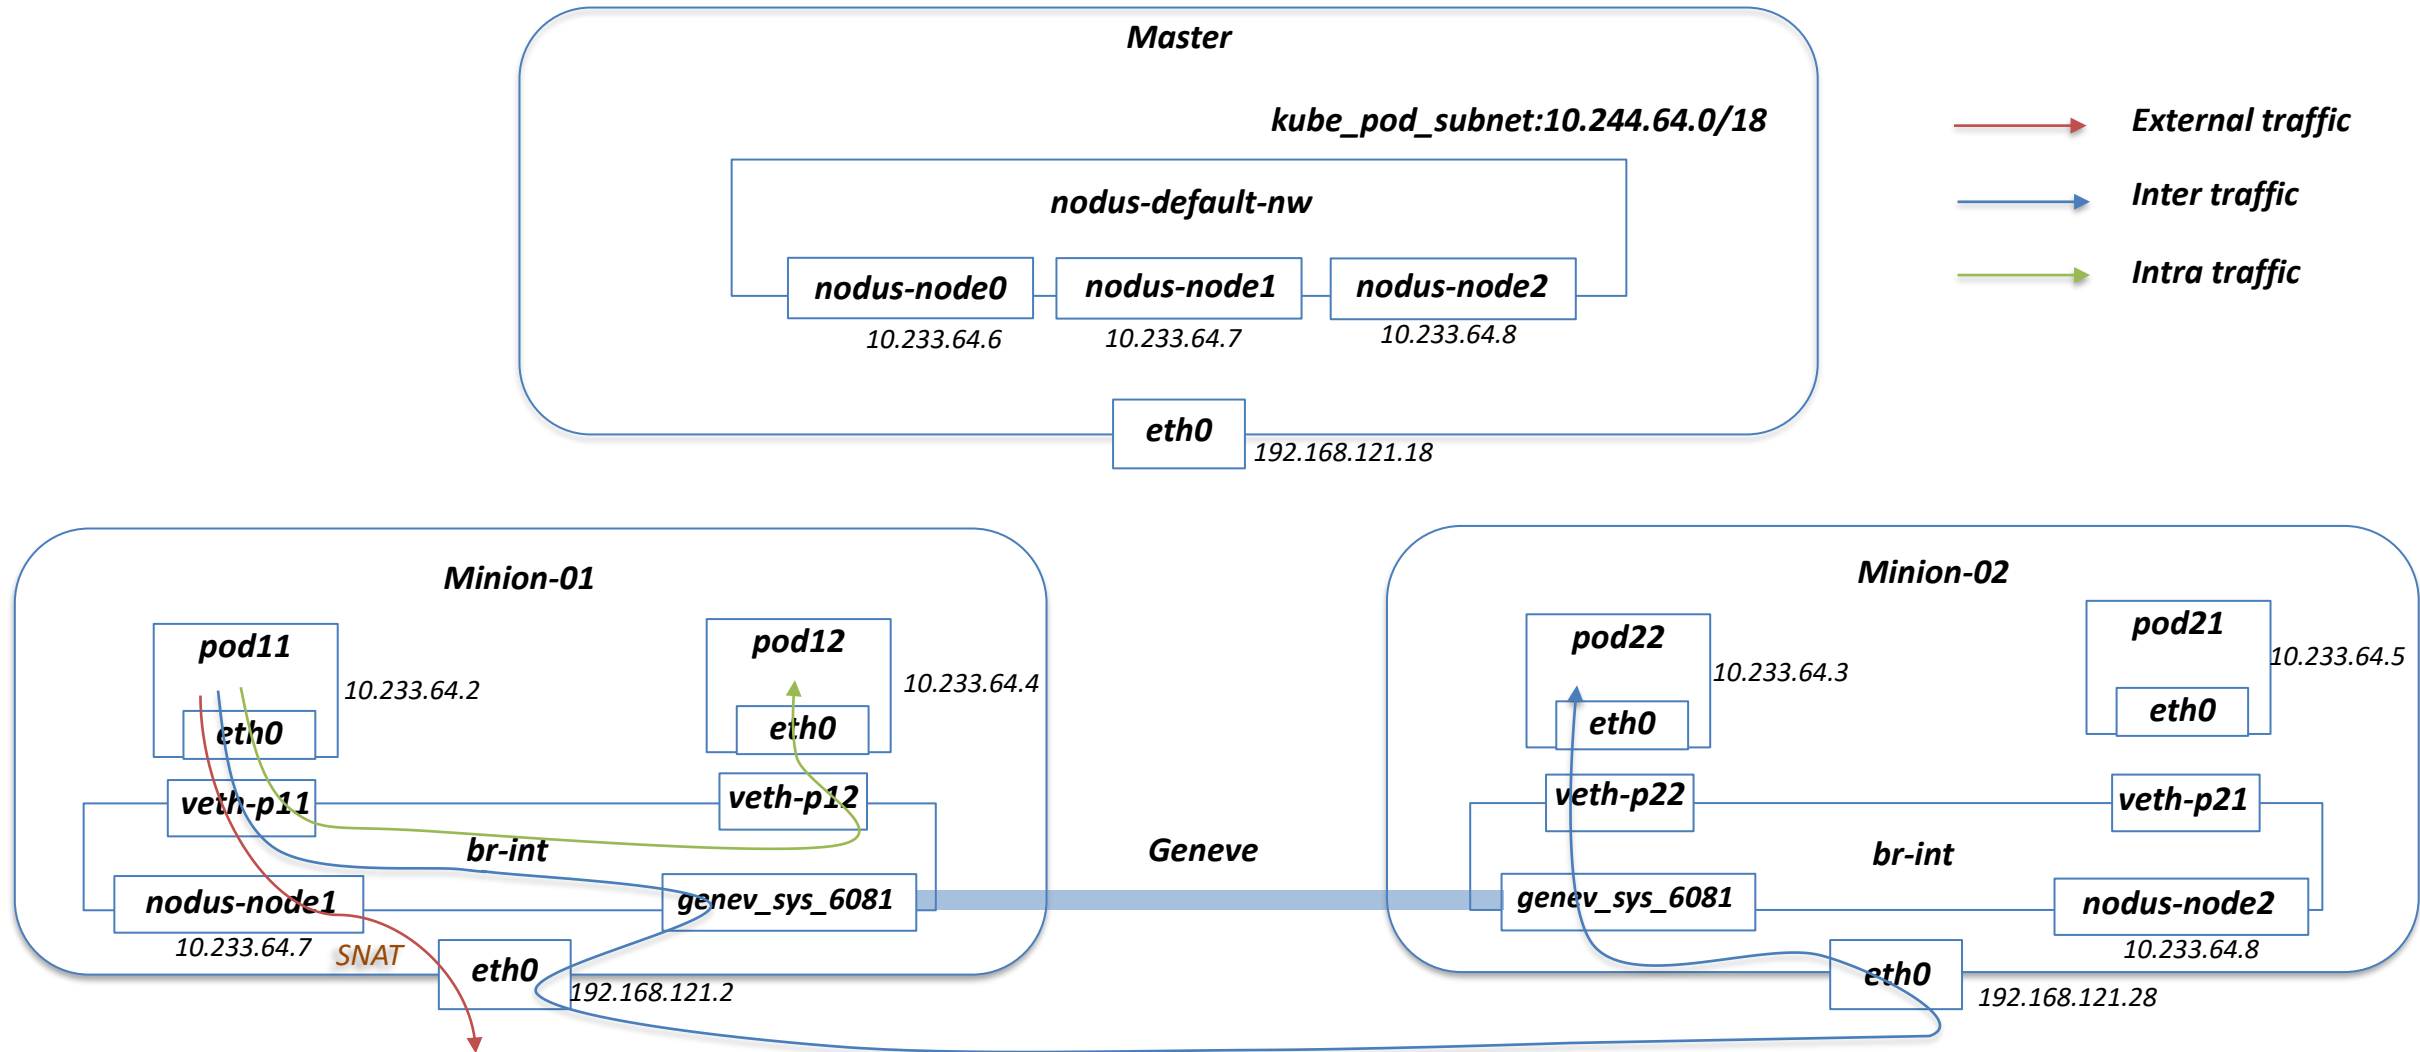 Master
kube_pod_subnet:10.244.64.0/18
nodus-default-nw
nodus-node0
nodus-node1
nodus-node2
10.233.64.6
10.233.64.7
10.233.64.8
eth0
192.168.121.18
External traffic
Inter traffic
Intra traffic
Minion-01
pod11
10.233.64.2
eth0
pod12
10.233.64.4
eth0
veth-p11
veth-p12
br-int
nodus-node1
10.233.64.7
genev_sys_6081
SNAT
eth0
192.168.121.2
Geneve
Minion-02
pod22
10.233.64.3
eth0
pod21
10.233.64.5
eth0
veth-p22
veth-p21
br-int
genev_sys_6081
nodus-node2
10.233.64.8
eth0
192.168.121.28